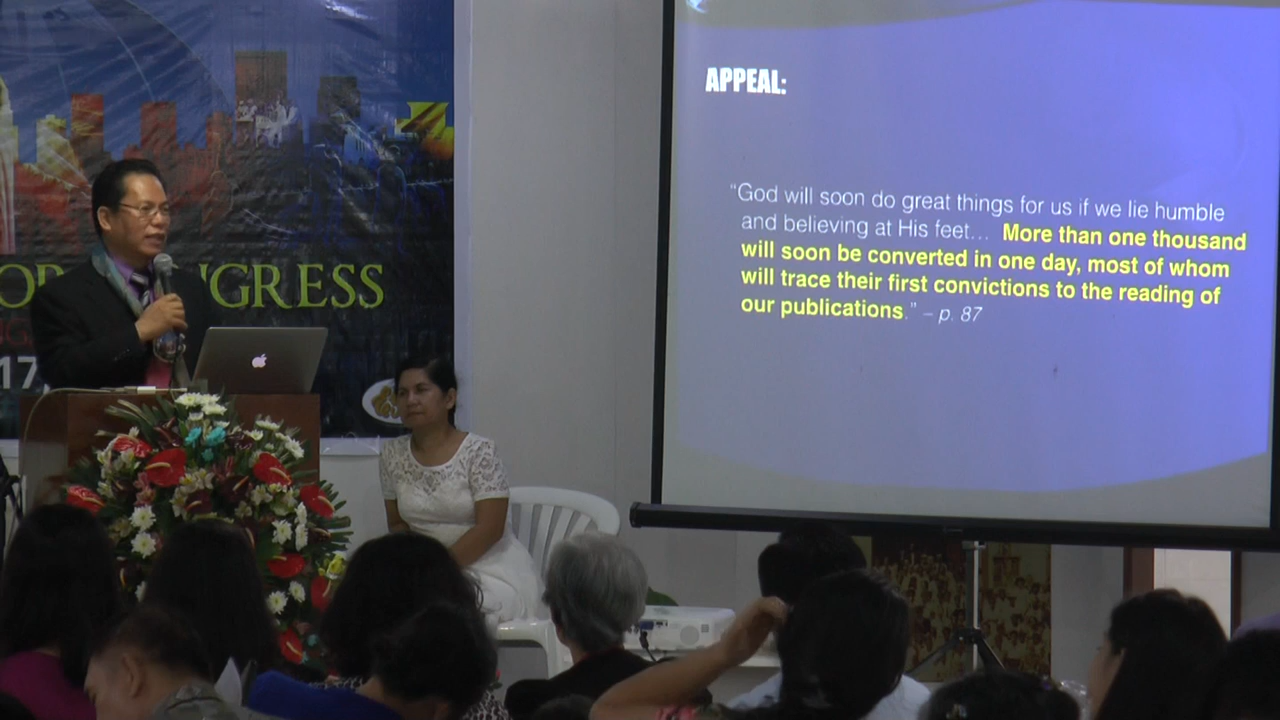 APPEAL:
“God will soon do great things for us if we lie humble
and believing at His feet… More than one thousand
will soon be converted in one day, most of whom
will trace their first convictions to the reading of
our publications.” – p. 87
NGRESS
17,